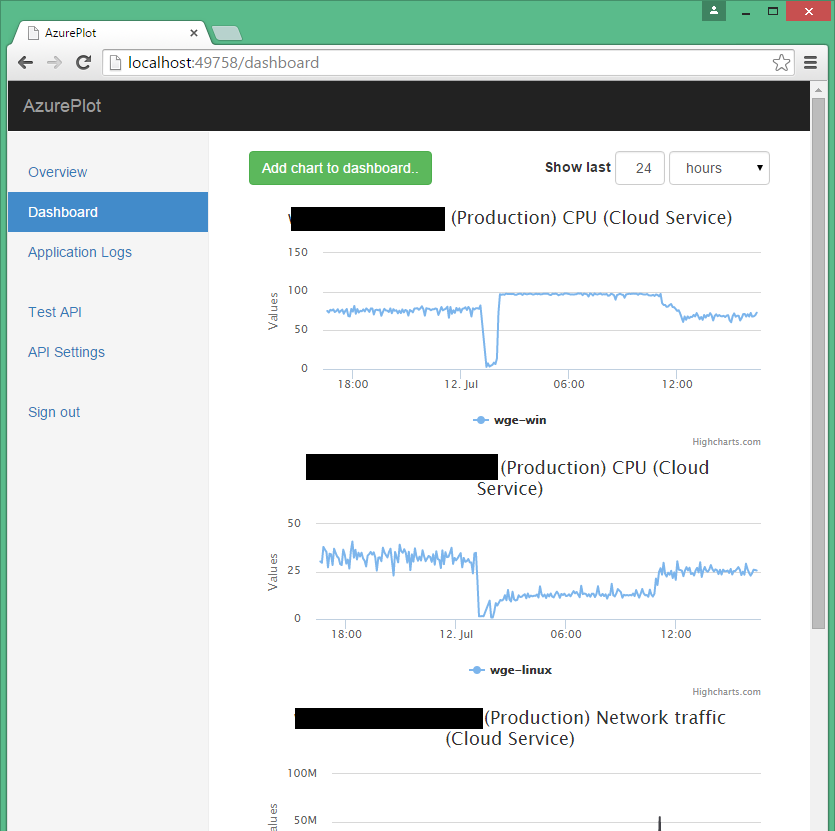 AzurePlot
localhost:49758/dashboard
AzurePlot
Overview
Dashboard
Application Logs
Test API
API Settings
Sign out
Add chart to dashboard..
Show last 24 hours
(Production) CPU (Cloud Service)
150
100
50
0
Values
18:00 12. Jul 06:00 12:00
wge-win
Highcharts.com
(Production) CPU (Cloud
Service)
50
25
0
Values
18:00 12. Jul 06:00 12:00
wge-linux
Highcharts.com
(Production) Network traffic
(Cloud Service)
100M
50M
Values